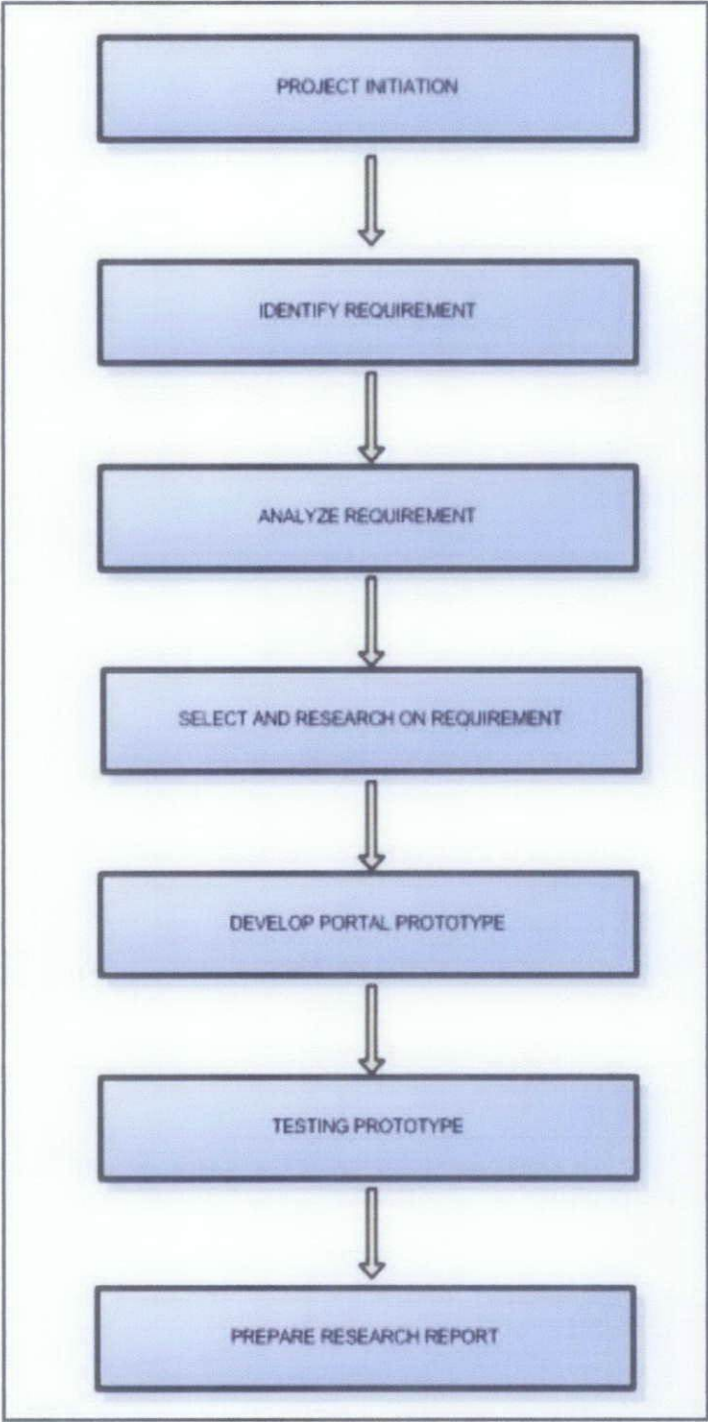 PROJECT INITIATION
IDENTIFY REQUIREMENT
ANALYZE REQUIREMENT
SELECT AND RESEARCH ON REQUIREMENT
DEVELOP PORTAL PROTOTYPE
TESTING PROTOTYPE
PREPARE RESEARCH REPORT